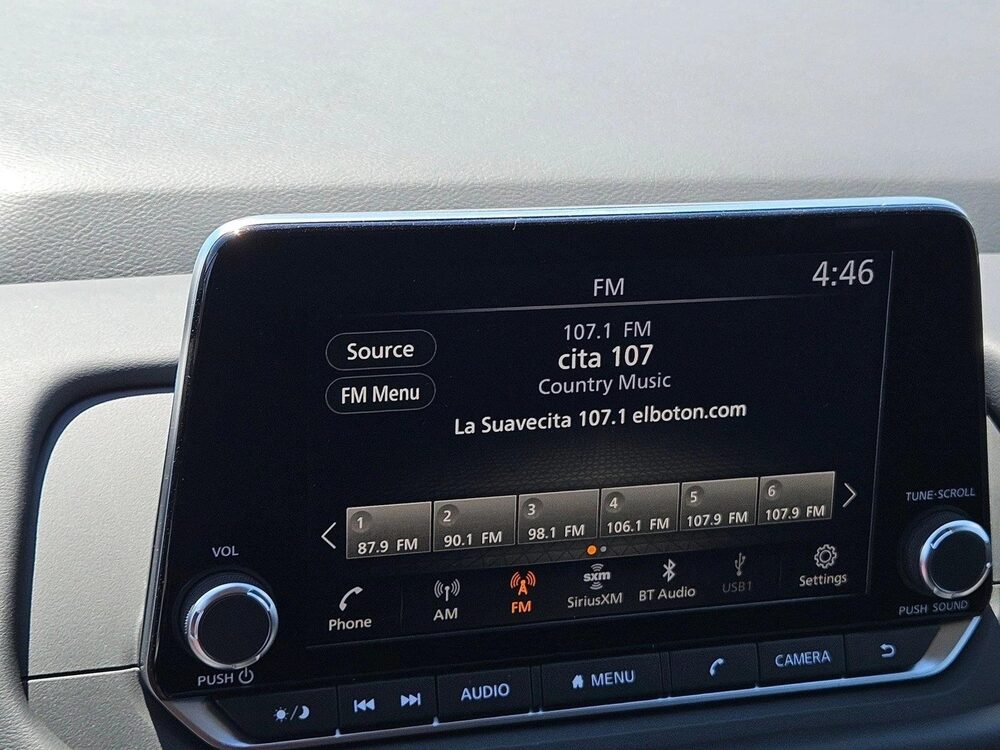 FM
4:46
Source
FM Menu
107.1 FM
cita 107
Country Music
La Suavecita 107.1 elboton.com
1
87.9 FM
2
90.1 FM
3
98.1 FM
4
106.1 FM
5
107.9 FM
6
107.9 FM
Phone
AM
FM
sxm
SiriusXM
BT Audio
USB1
Settings
VOL
PUSH
TUNE·SCROLL
PUSH SOUND
AUDIO
MENU
CAMERA